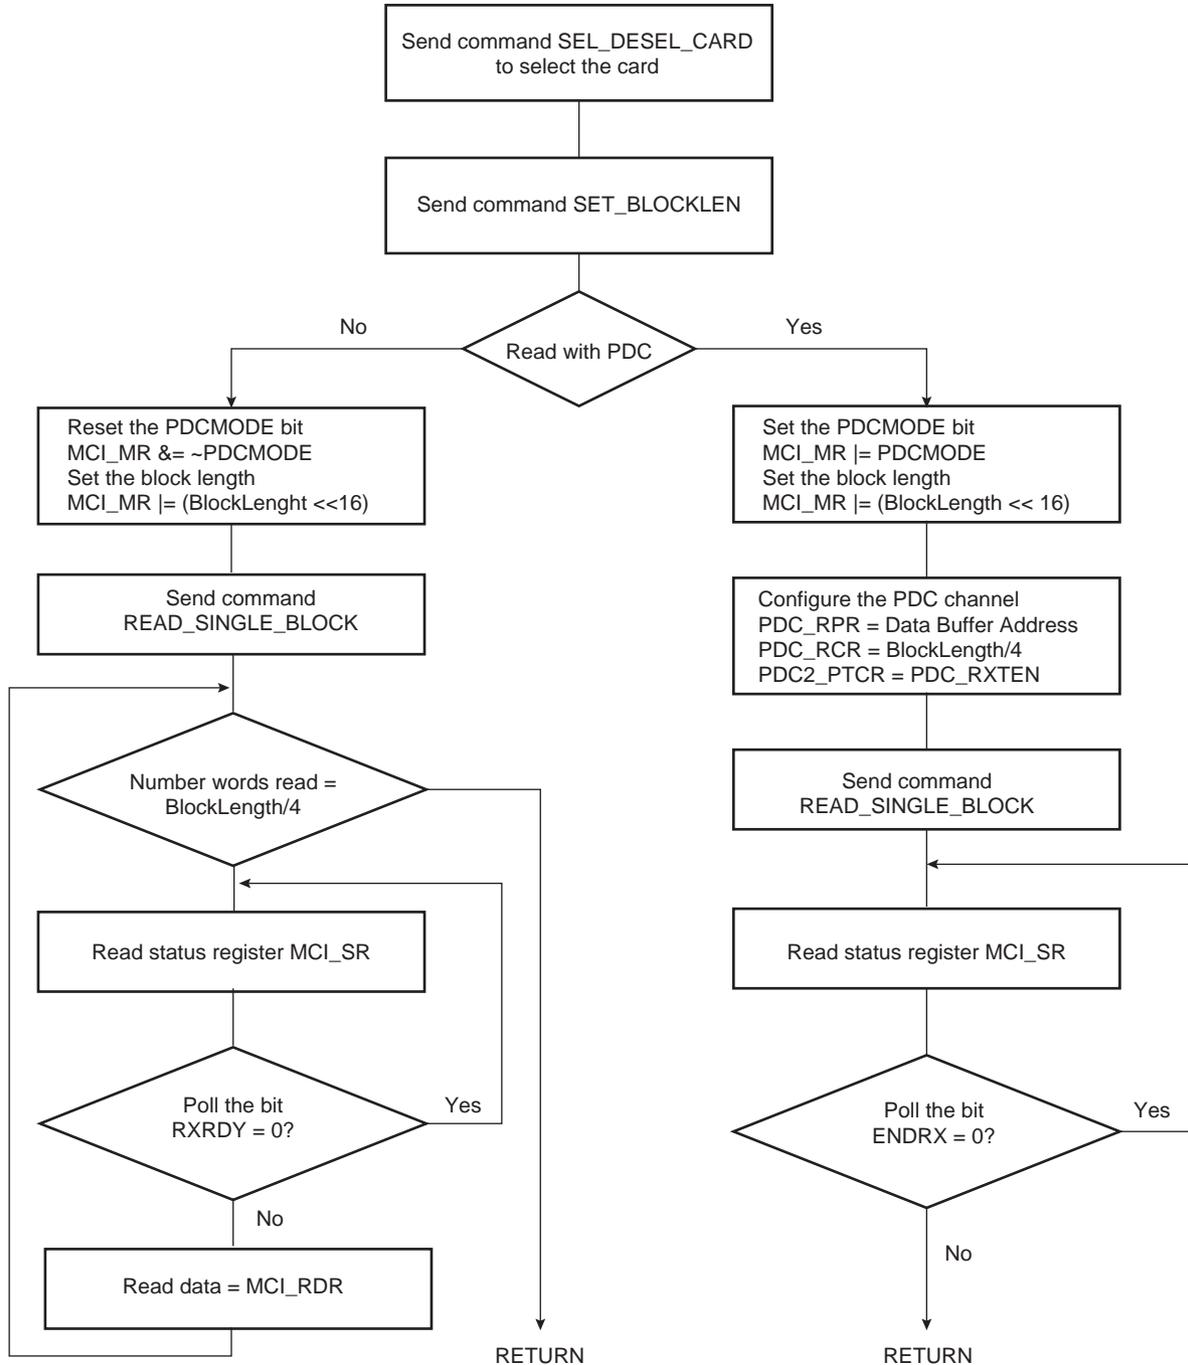 Send command SEL_DESEL_CARD
to select the card
Send command SET_BLOCKLEN
No
Yes
Read with PDC
Reset the PDCMODE bit
MCI_MR &= ~PDCMODE
Set the block length
MCI_MR |= (BlockLenght <<16)
Send command
READ_SINGLE_BLOCK
Number words read =
BlockLength/4
Read status register MCI_SR
Poll the bit
RXRDY = 0?
Yes
No
Read data = MCI_RDR
RETURN
Set the PDCMODE bit
MCI_MR |= PDCMODE
Set the block length
MCI_MR |= (BlockLength << 16)
Configure the PDC channel
PDC_RPR = Data Buffer Address
PDC_RCR = BlockLength/4
PDC2_PTCR = PDC_RXTEN
Send command
READ_SINGLE_BLOCK
Read status register MCI_SR
Poll the bit
ENDRX = 0?
Yes
No
RETURN